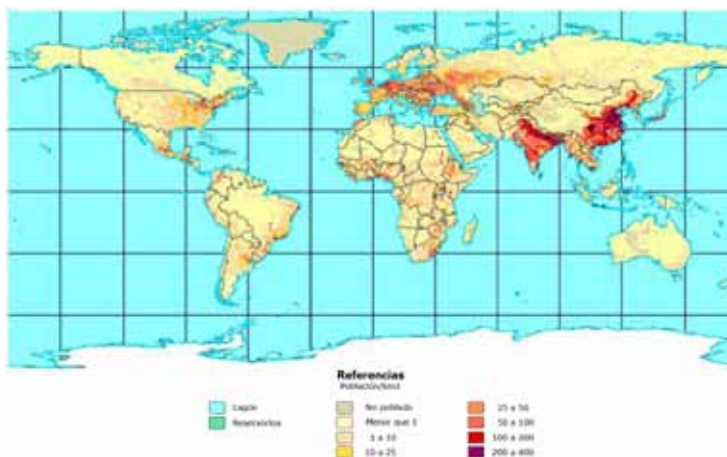 Referencias
Población/km2
Lagos
Reservorios
No poblado
Menor que 1
1 a 10
10 a 25
25 a 50
50 a 100
100 a 200
200 a 400